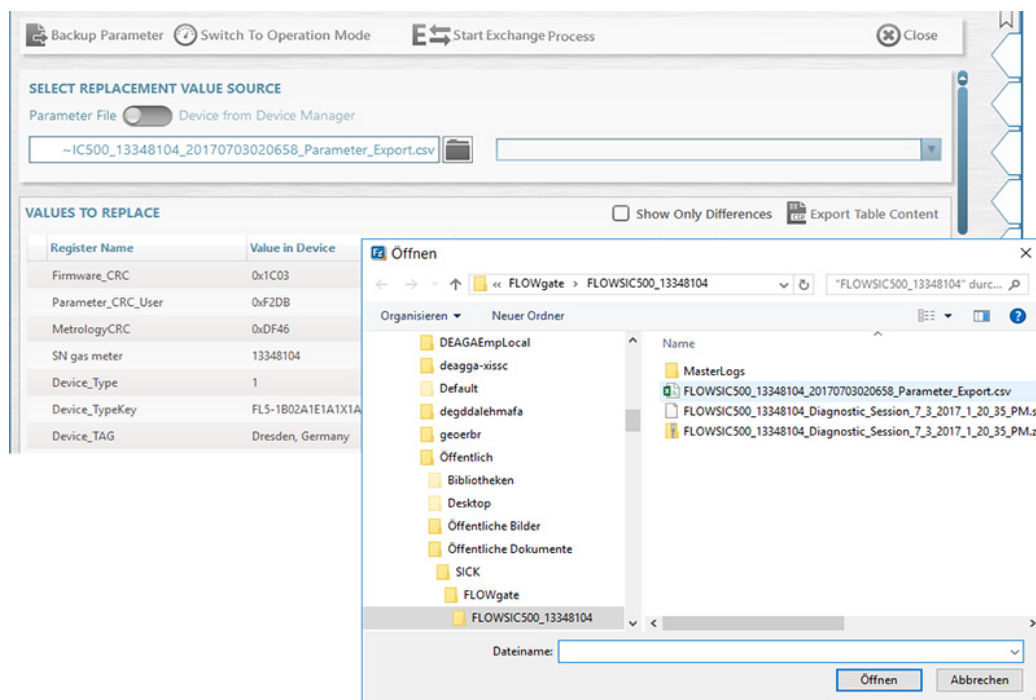 Backup Parameter Switch To Operation Mode E Start Exchange Process Close
SELECT REPLACEMENT VALUE SOURCE
Parameter File Device from Device Manager
~IC500_13348104_20170703020658_Parameter_Export.csv
VALUES TO REPLACE Show Only Differences Export Table Content
Register Name Value in Device
Firmware_CRC 0x1C03
Parameter_CRC_User 0xF2DB
MetrologyCRC 0xDF46
SN gas meter 13348104
Device_Type 1
Device_TypeKey FL5-1B02A1E1A1X1A
Device_TAG Dresden, Germany
Öffnen
« FLOWgate › FLOWSIC500_13348104 "FLOWSIC500_13348104" durc...
Organisieren Neuer Ordner
DEAGAEmpLocal
deagga-xissc
Default
degddalehmafa
geoerbr
Öffentlich
Bibliotheken
Desktop
Öffentliche Bilder
Öffentliche Dokumente
SICK
FLOWgate
FLOWSIC500_13348104
Name
MasterLogs
FLOWSIC500_13348104_20170703020658_Parameter_Export.csv
FLOWSIC500_13348104_Diagnostic_Session_7_3_2017_1_20_35_PM.s
FLOWSIC500_13348104_Diagnostic_Session_7_3_2017_1_20_35_PM.z
Dateiname:
Öffnen Abbrechen